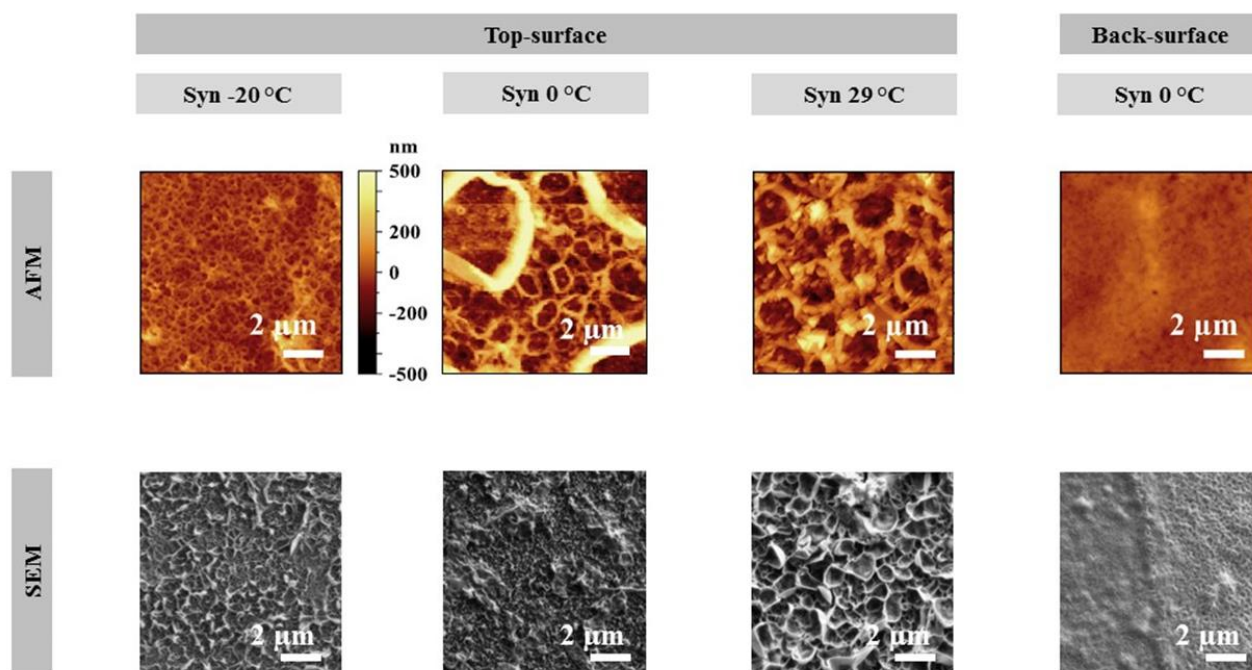 Top-surface
Back-surface
Syn -20 °C
Syn 0 °C
Syn 29 °C
Syn 0 °C
AFM
nm
500
200
0
-200
-500
2 μm
2 μm
2 μm
2 μm
SEM
2 μm
2 μm
2 μm
2 μm